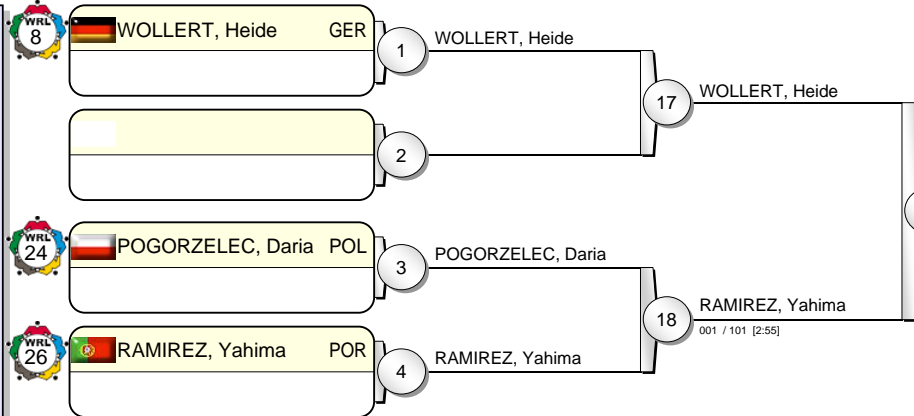 WRL
8
WOLLERT, Heide GER
1
WOLLERT, Heide
17
WOLLERT, Heide
2
WRL
24
POGORZELEC, Daria POL
3
POGORZELEC, Daria
18
RAMIREZ, Yahima
001 / 101 [2:55]
WRL
26
RAMIREZ, Yahima POR
4
RAMIREZ, Yahima